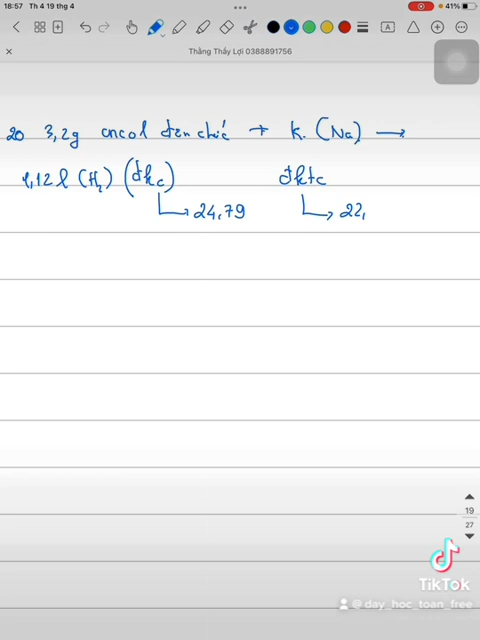 18:57 Th 4 19 thg 4
41%
Thằng Thầy Lợi 0388891756
20 3,2g ancol đơn chức + K. (Na) →
1,12 l (H₂) (đkc) đktc
→ 24,79 → 22,
19
27
TikTok
@day_hoc_toan_free